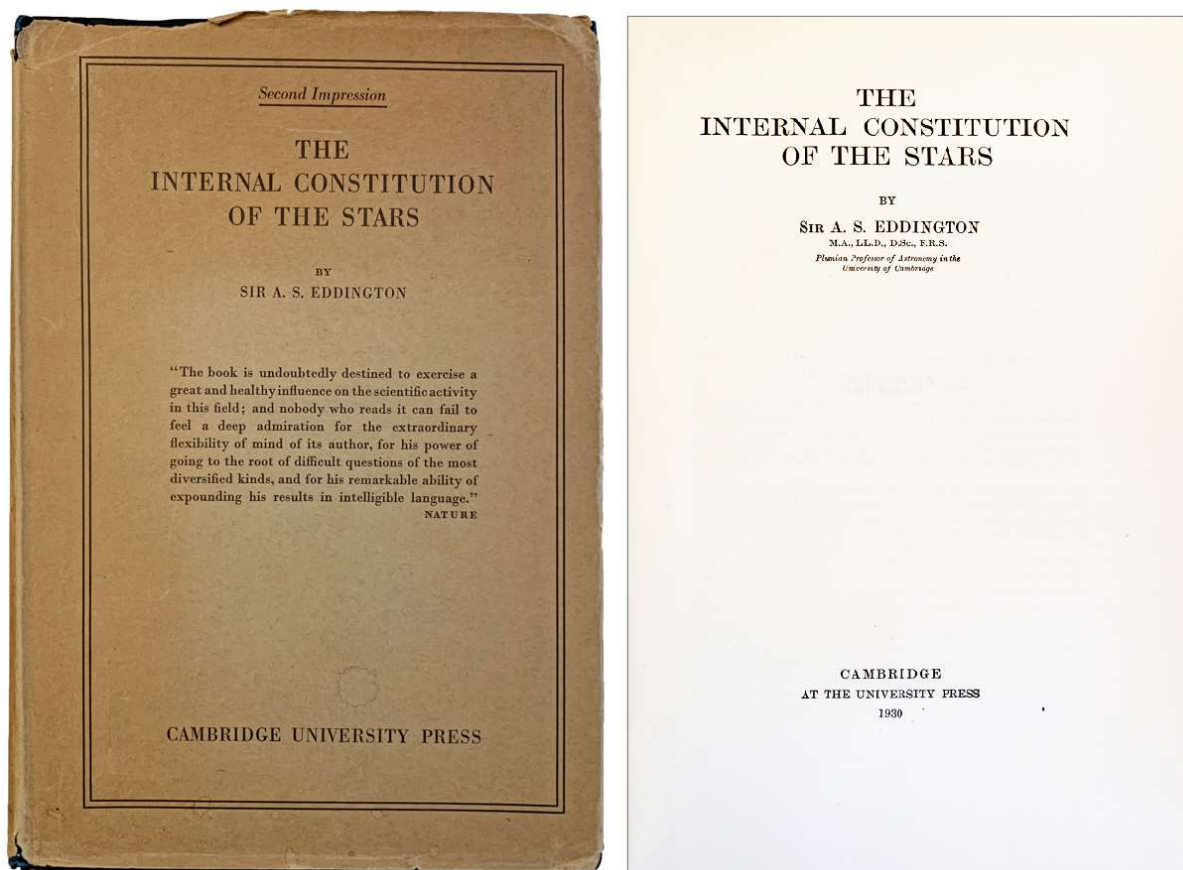 Second Impression
THE
INTERNAL CONSTITUTION
OF THE STARS
BY
SIR A. S. EDDINGTON
“The book is undoubtedly destined to exercise a
great and healthy influence on the scientific activity
in this field; and nobody who reads it can fail to
feel a deep admiration for the extraordinary
flexibility of mind of its author, for his power of
going to the root of difficult questions of the most
diversified kinds, and for his remarkable ability of
expounding his results in intelligible language.”
NATURE
CAMBRIDGE UNIVERSITY PRESS
THE
INTERNAL CONSTITUTION
OF THE STARS
BY
SIR A. S. EDDINGTON
M.A., LL.D., D.Sc., F.R.S.
Plumian Professor of Astronomy in the
University of Cambridge
CAMBRIDGE
AT THE UNIVERSITY PRESS
1930